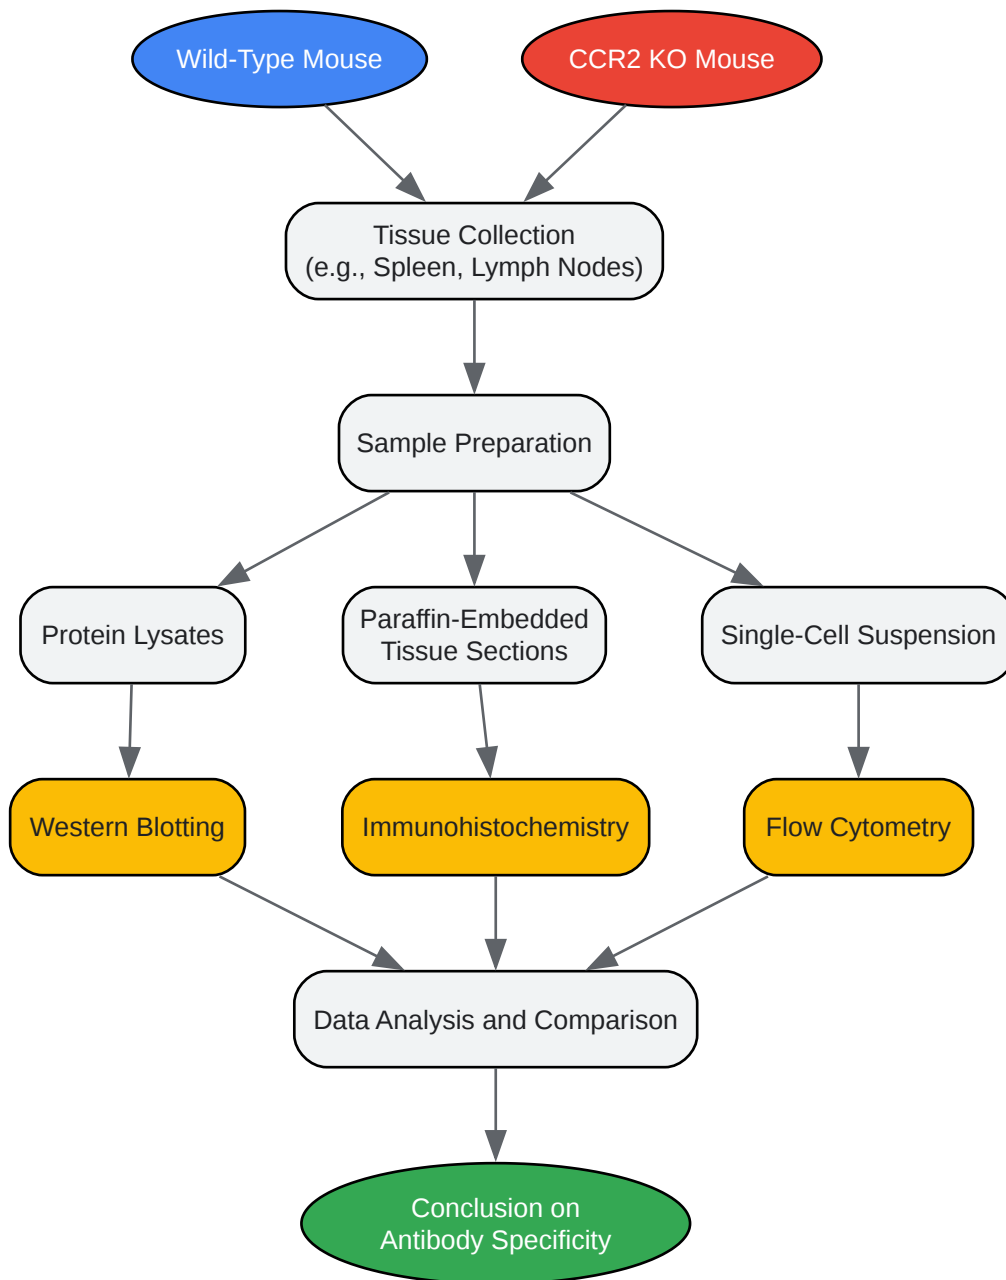 Wild-Type Mouse
CCR2 KO Mouse
Tissue Collection
(e.g., Spleen, Lymph Nodes)
Sample Preparation
Protein Lysates
Paraffin-Embedded
Tissue Sections
Single-Cell Suspension
Western Blotting
Immunohistochemistry
Flow Cytometry
Data Analysis and Comparison
Conclusion on
Antibody Specificity